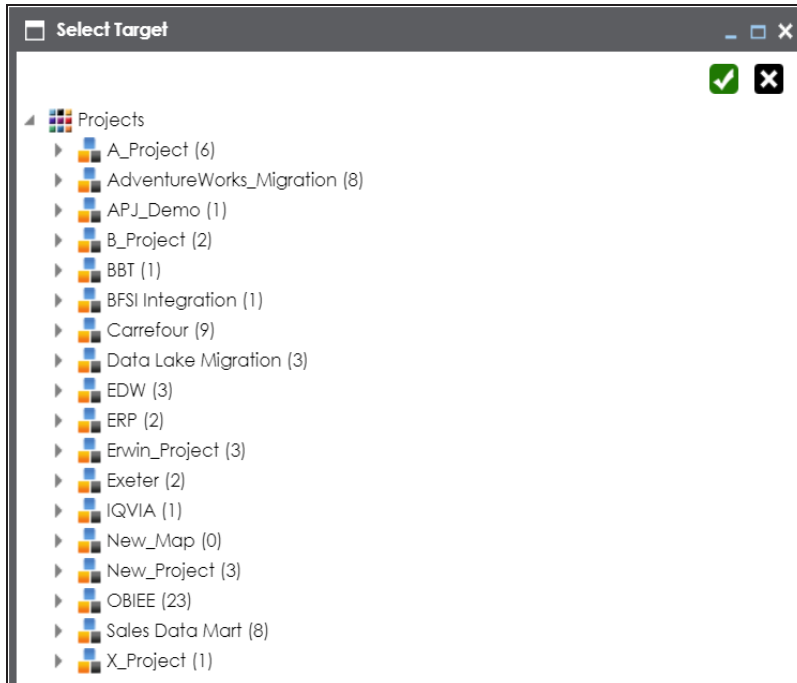 Select Target
Projects
A_Project (6)
AdventureWorks_Migration (8)
APJ_Demo (1)
B_Project (2)
BBT (1)
BFSI Integration (1)
Carrefour (9)
Data Lake Migration (3)
EDW (3)
ERP (2)
Erwin_Project (3)
Exeter (2)
IQVIA (1)
New_Map (0)
New_Project (3)
OBIEE (23)
Sales Data Mart (8)
X_Project (1)